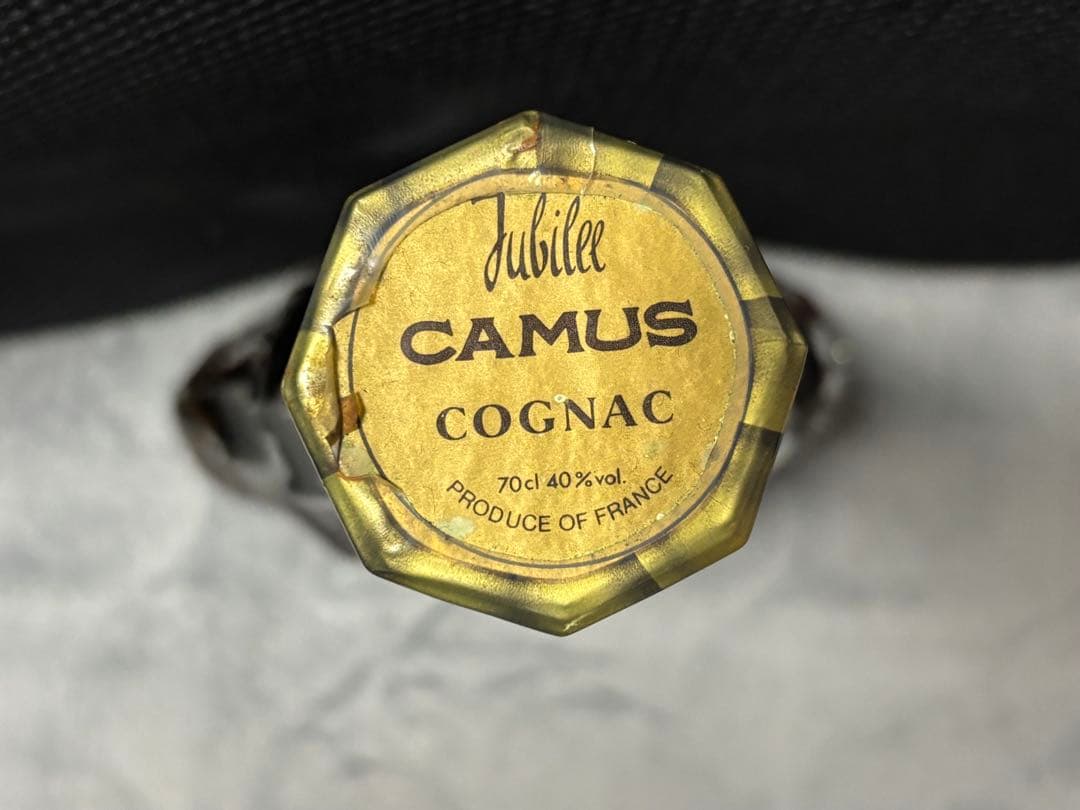 Jubilee
CAMUS
COGNAC
70cl 40%vol.
PRODUCE OF FRANCE